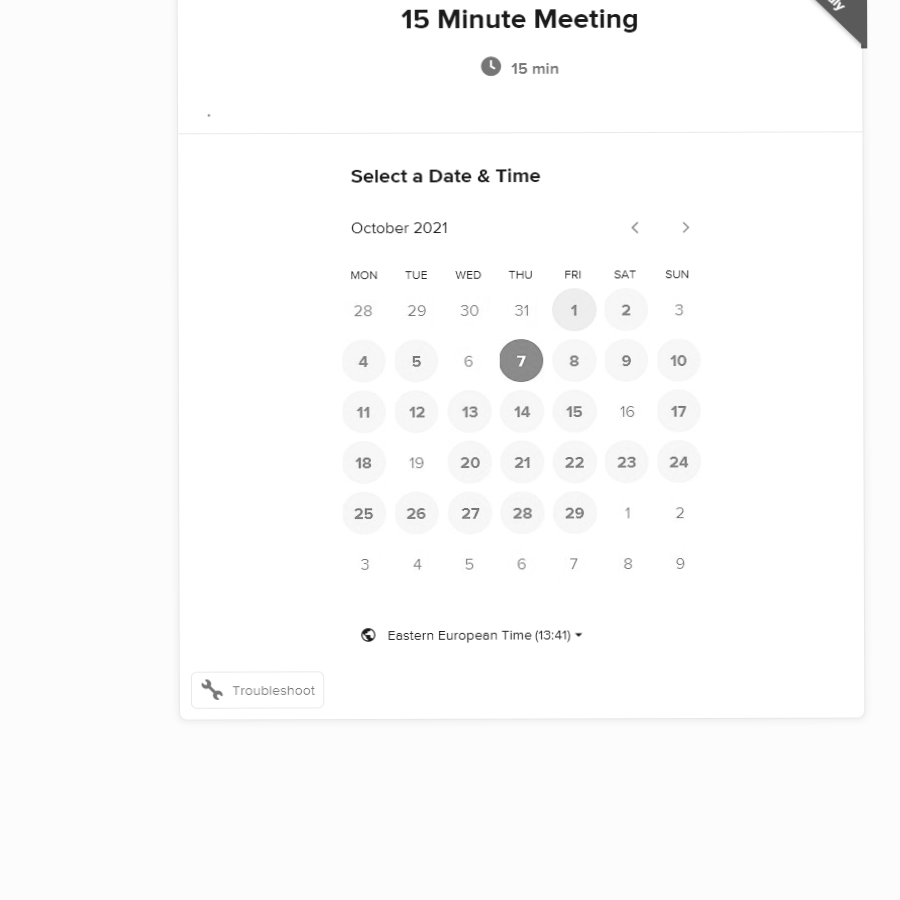 15 Minute Meeting
15 min
.
Select a Date & Time
October 2021
MON TUE WED THU FRI SAT SUN
28 29 30 31 1 2 3
4 5 6 7 8 9 10
11 12 13 14 15 16 17
18 19 20 21 22 23 24
25 26 27 28 29 1 2
3 4 5 6 7 8 9
Eastern European Time (13:41)
Troubleshoot